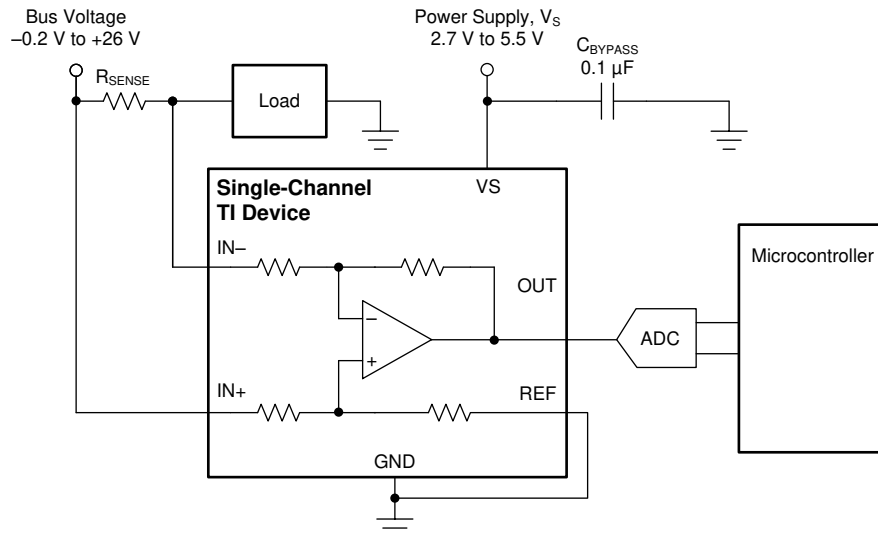 Bus Voltage
–0.2 V to +26 V
Power Supply, VS
2.7 V to 5.5 V
CBYPASS
0.1 µF
RSENSE
Load
Single-Channel
TI Device
VS
IN–
OUT
Microcontroller
–
ADC
+
IN+
REF
GND